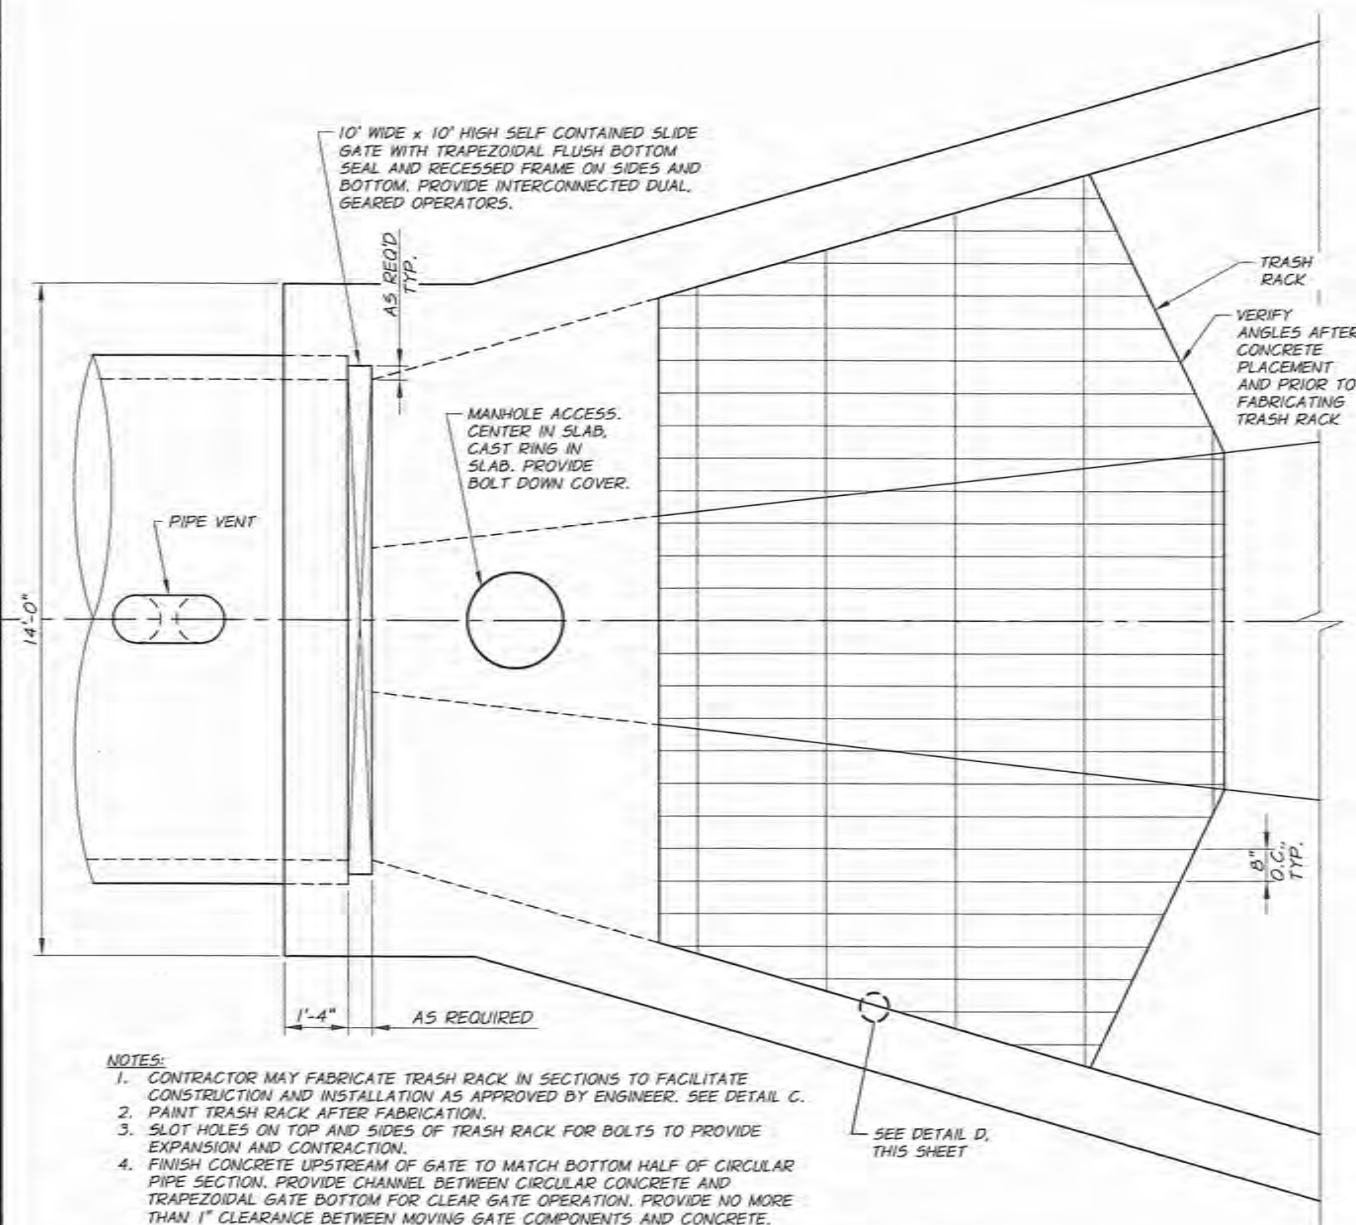 10' WIDE x 10' HIGH SELF CONTAINED SLIDE
GATE WITH TRAPEZOIDAL FLUSH BOTTOM
SEAL AND RECESSED FRAME ON SIDES AND
BOTTOM. PROVIDE INTERCONNECTED DUAL,
GEARED OPERATORS.
AS REQ'D
TYP.
TRASH
RACK
VERIFY
ANGLES AFTER
CONCRETE
PLACEMENT
AND PRIOR TO
FABRICATING
TRASH RACK
MANHOLE ACCESS.
CENTER IN SLAB,
CAST RING IN
SLAB. PROVIDE
BOLT DOWN COVER.
PIPE VENT
14'-0"
8"
O.C.,
TYP.
1'-4"
AS REQUIRED
SEE DETAIL D,
THIS SHEET
NOTES:
1. CONTRACTOR MAY FABRICATE TRASH RACK IN SECTIONS TO FACILITATE
CONSTRUCTION AND INSTALLATION AS APPROVED BY ENGINEER. SEE DETAIL C.
2. PAINT TRASH RACK AFTER FABRICATION.
3. SLOT HOLES ON TOP AND SIDES OF TRASH RACK FOR BOLTS TO PROVIDE
EXPANSION AND CONTRACTION.
4. FINISH CONCRETE UPSTREAM OF GATE TO MATCH BOTTOM HALF OF CIRCULAR
PIPE SECTION. PROVIDE CHANNEL BETWEEN CIRCULAR CONCRETE AND
TRAPEZOIDAL GATE BOTTOM FOR CLEAR GATE OPERATION. PROVIDE NO MORE
THAN 1" CLEARANCE BETWEEN MOVING GATE COMPONENTS AND CONCRETE.